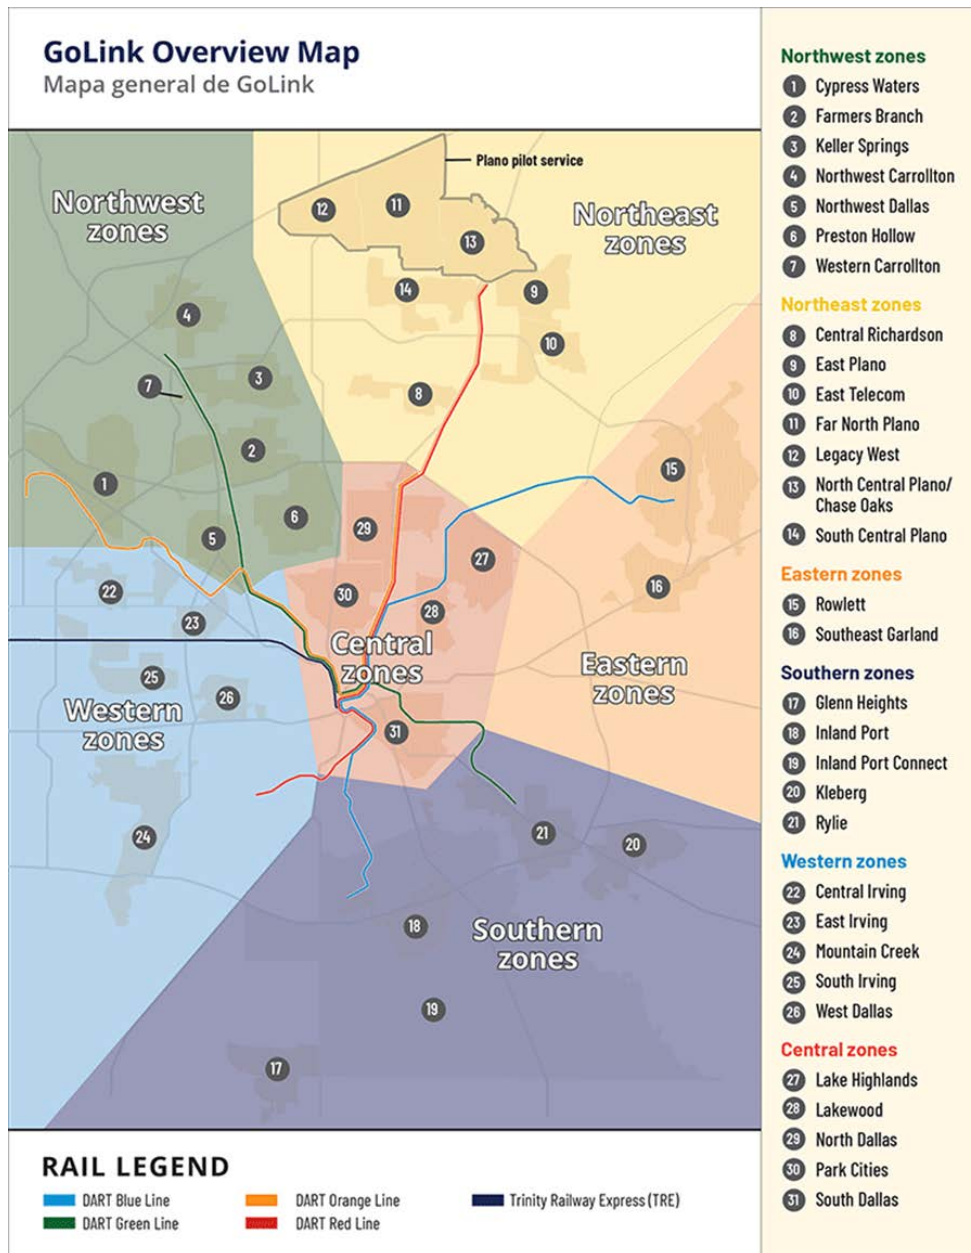 GoLink Overview Map
Mapa general de GoLink
Plano pilot service
Northwest
zones
Northeast
zones
12
11
13
14
9
10
4
7
3
8
2
1
6
5
29
15
27
16
22
30
28
23
Central
zones
Eastern
zones
25
26
Western
zones
31
24
21
20
18
Southern
zones
19
17
RAIL LEGEND
DART Blue Line
DART Orange Line
Trinity Railway Express (TRE)
DART Green Line
DART Red Line
Northwest zones
1 Cypress Waters
2 Farmers Branch
3 Keller Springs
4 Northwest Carrollton
5 Northwest Dallas
6 Preston Hollow
7 Western Carrollton
Northeast zones
8 Central Richardson
9 East Plano
10 East Telecom
11 Far North Plano
12 Legacy West
13 North Central Plano/
Chase Oaks
14 South Central Plano
Eastern zones
15 Rowlett
16 Southeast Garland
Southern zones
17 Glenn Heights
18 Inland Port
19 Inland Port Connect
20 Kleberg
21 Rylie
Western zones
22 Central Irving
23 East Irving
24 Mountain Creek
25 South Irving
26 West Dallas
Central zones
27 Lake Highlands
28 Lakewood
29 North Dallas
30 Park Cities
31 South Dallas